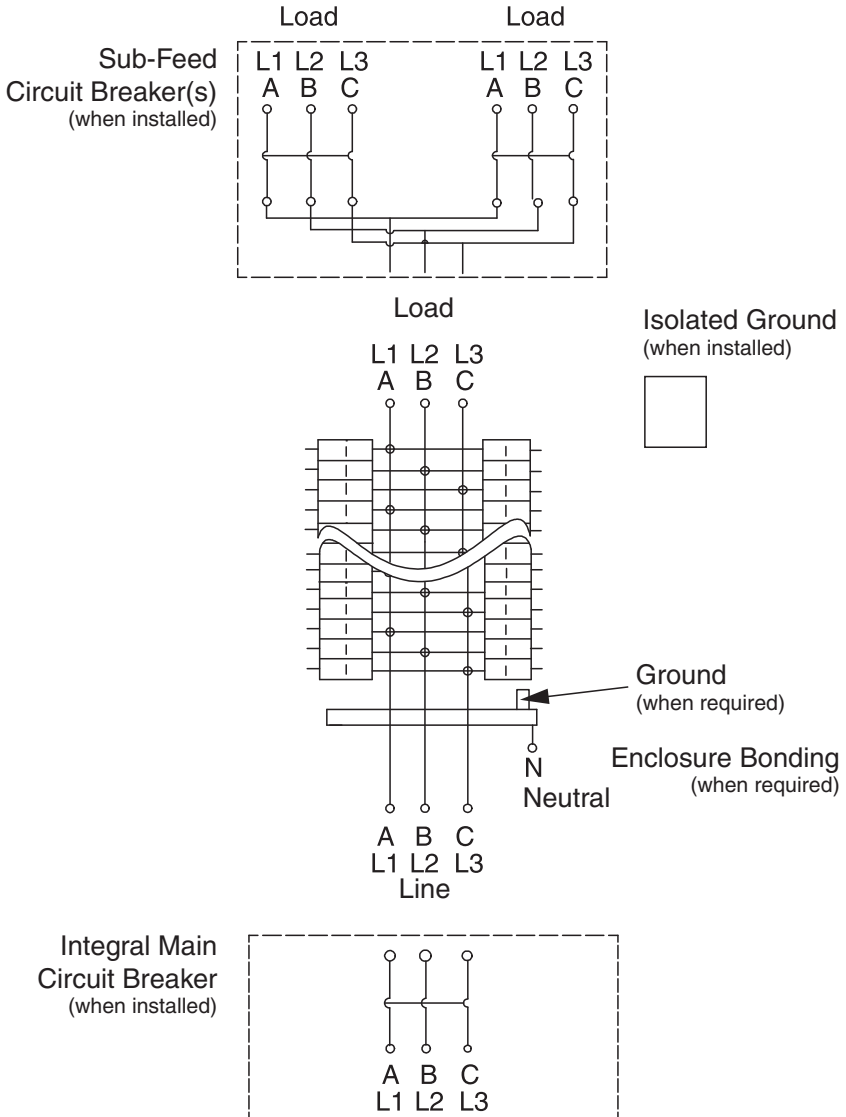 Load Load
Sub-Feed
Circuit Breaker(s)
(when installed)
L1 L2 L3
A B C
L1 L2 L3
A B C
Load
L1 L2 L3
A B C
Isolated Ground
(when installed)
Ground
(when required)
Enclosure Bonding
(when required)
N
Neutral
A B C
L1 L2 L3
Line
Integral Main
Circuit Breaker
(when installed)
A B C
L1 L2 L3